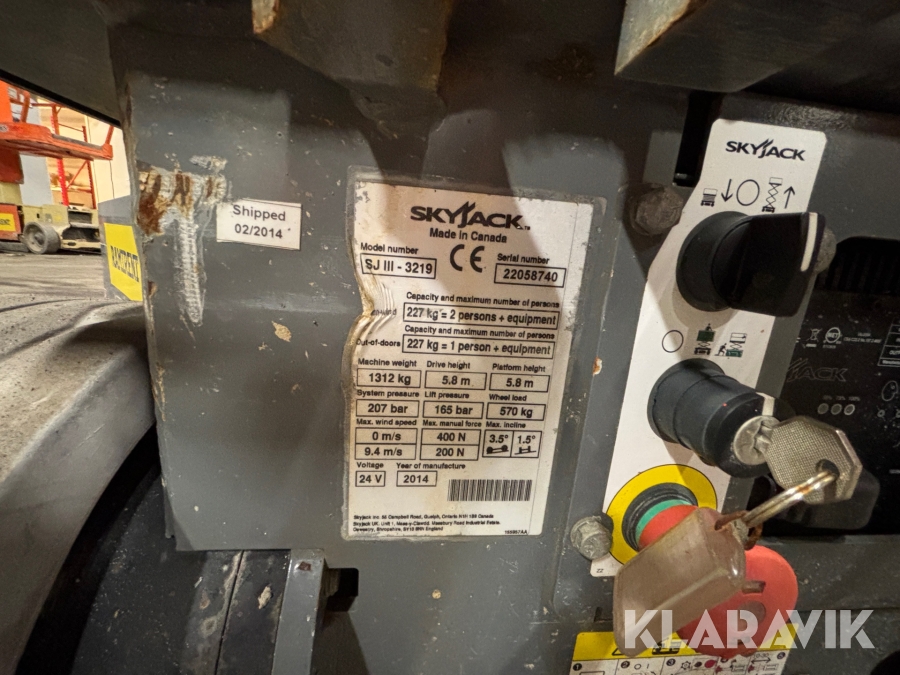 Shipped
02/2014
SKYJACK
Made in Canada
Model number
SJ III - 3219
CE
Serial number
22058740
Capacity and maximum number of persons
227 kg = 2 persons + equipment
Capacity and maximum number of persons
Out-of-doors
227 kg = 1 person + equipment
Machine weight Drive height Platform height
1312 kg 5.8 m 5.8 m
System pressure Lift pressure Wheel load
207 bar 165 bar 570 kg
Max. wind speed Max. manual force Max. incline
0 m/s 400 N 3.5° 1.5°
9.4 m/s 200 N
Voltage Year of manufacture
24 V 2014
SKYJACK
SKYJACK
22
KLARAVIK